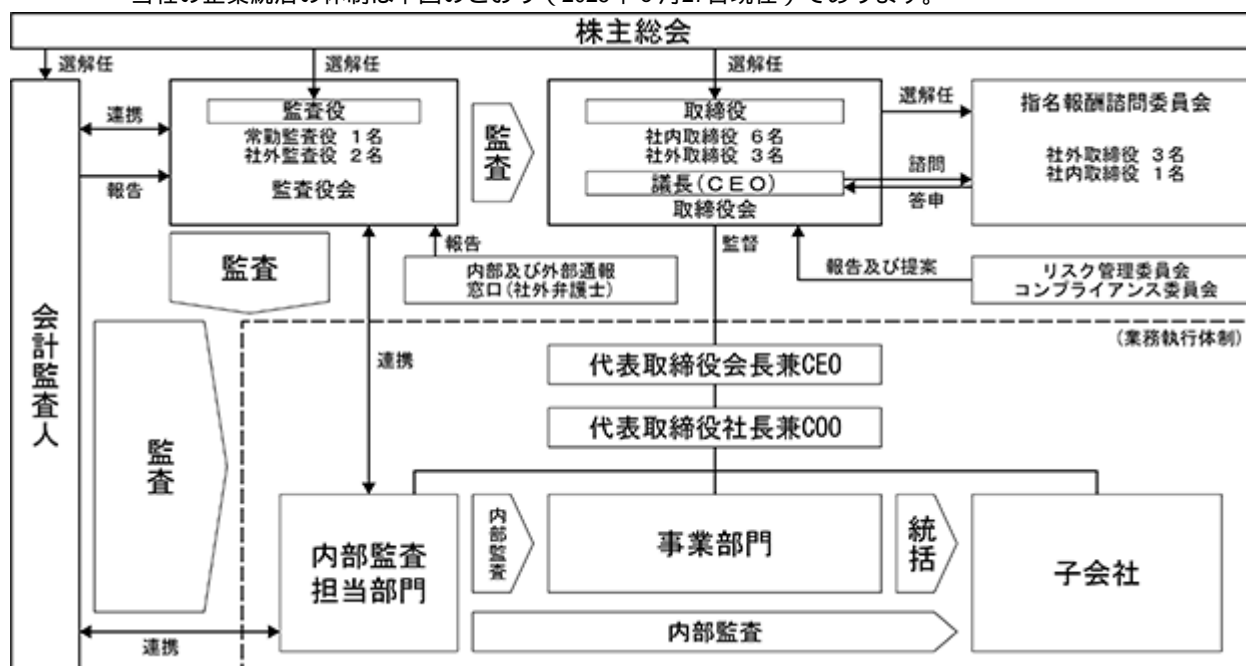 株主総会
選解任
選解任
選解任
選解任
連携
報告
監査役
常勤監査役 1名
社外監査役 2名
監査役会
監査
取締役
社内取締役 6名
社外取締役 3名
議長(CEO)
取締役会
諮問
答申
指名報酬諮問委員会
社外取締役 3名
社内取締役 1名
監査
報告
内部及び外部通報
窓口(社外弁護士)
監督
報告及び提案
リスク管理委員会
コンプライアンス委員会
会計監査人
(業務執行体制)
連携
代表取締役会長兼CEO
代表取締役社長兼COO
監査
内部監査
担当部門
内部監査
事業部門
統括
子会社
内部監査
連携